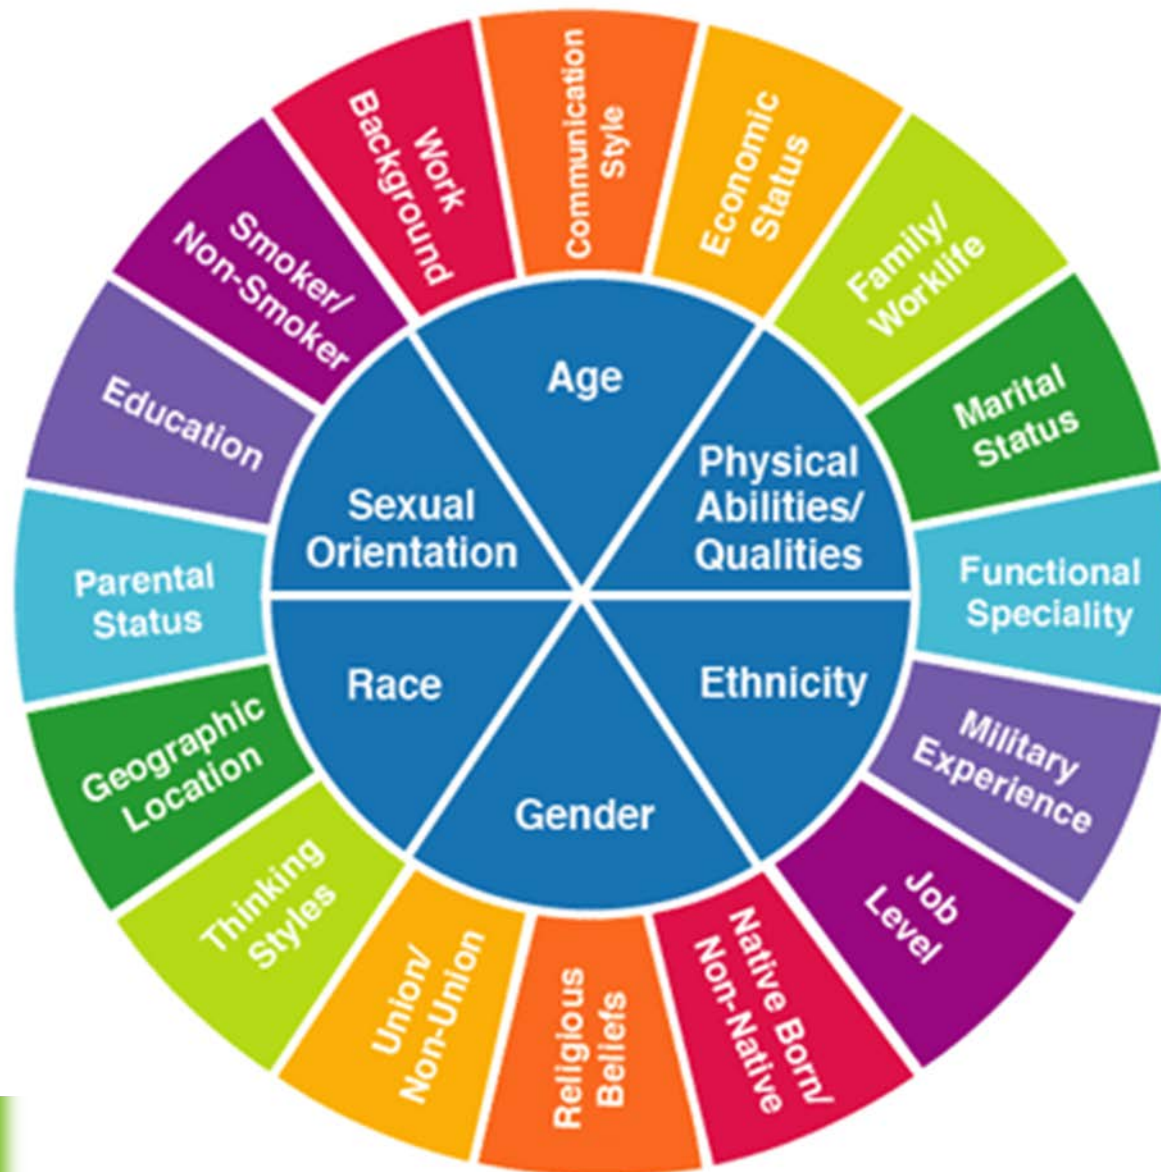 Communication
Style
Economic
Status
Family/
Worklife
Marital
Status
Functional
Speciality
Military
Experience
Job
Level
Native Born/
Non-Native
Religious
Beliefs
Union/
Non-Union
Thinking
Styles
Geographic
Location
Parental
Status
Education
Smoker/
Non-Smoker
Work
Background
Age
Physical
Abilities/
Qualities
Ethnicity
Gender
Race
Sexual
Orientation